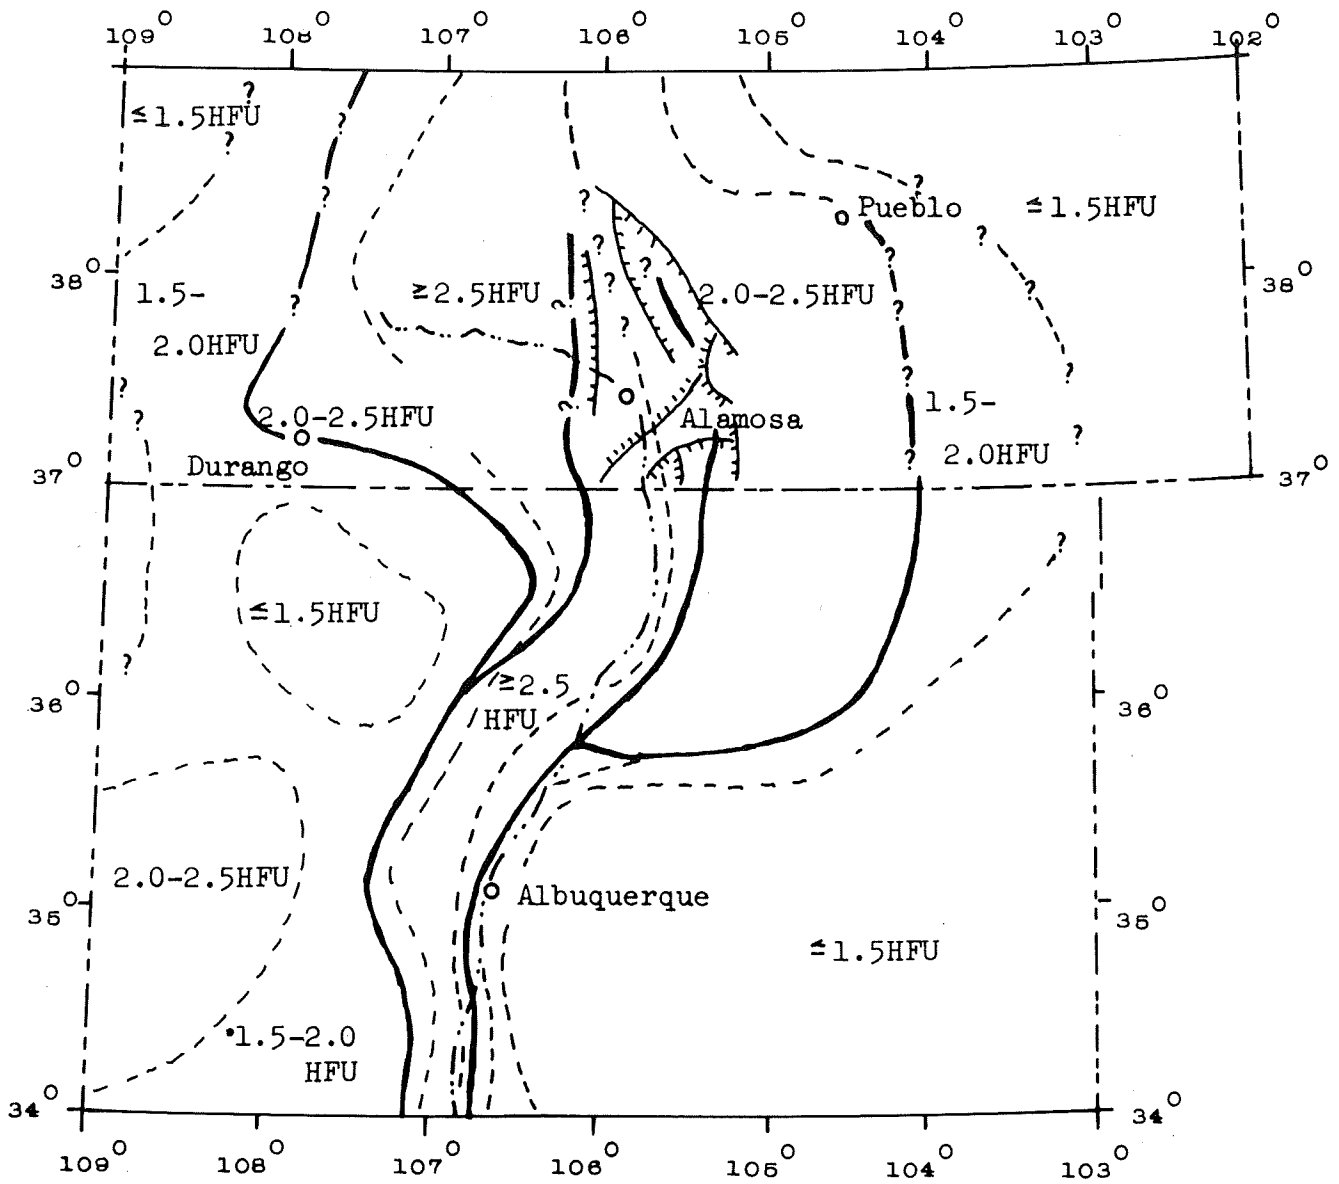 109° 108° 107° 106° 105° 104° 103° 102°
≤1.5HFU
?
?
?
?
?
Pueblo
≤1.5HFU
?
?
?
?
?
?
38°
1.5-
2.0HFU
≥2.5HFU
?
?
?
2.0-2.5HFU
?
?
38°
?
?
?
?
?
2.0-2.5HFU
?
Alamosa
1.5-
2.0HFU
?
?
?
37°
Durango
37°
?
≤1.5HFU
?
36°
≥2.5
HFU
36°
2.0-2.5HFU
35°
Albuquerque
35°
≤1.5HFU
1.5-2.0
HFU
34°
34°
109° 108° 107° 106° 105° 104° 103°